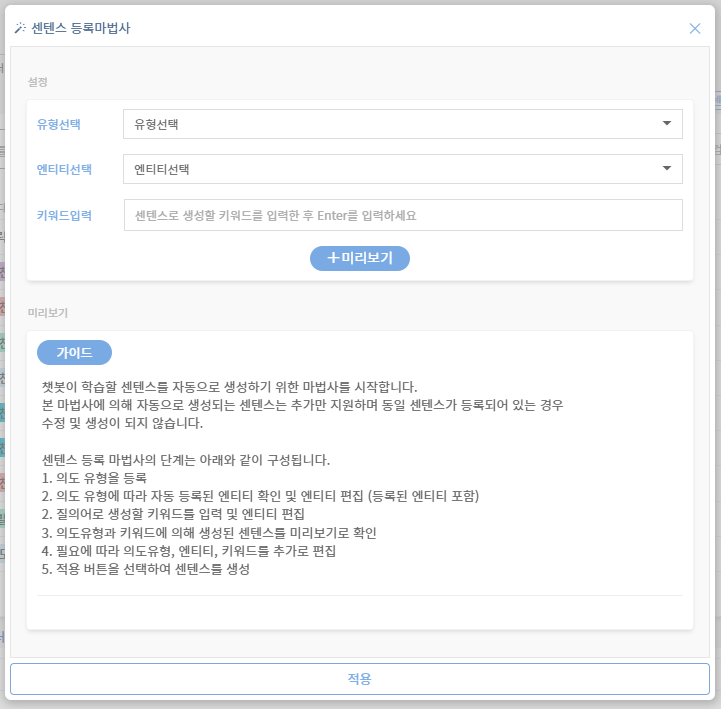 센텐스 등록마법사
설정
유형선택
유형선택
엔티티선택
엔티티선택
키워드입력
센텐스로 생성할 키워드를 입력한 후 Enter를 입력하세요
+미리보기
미리보기
가이드
챗봇이 학습할 센텐스를 자동으로 생성하기 위한 마법사를 시작합니다.
본 마법사에 의해 자동으로 생성되는 센텐스는 추가만 지원하며 동일 센텐스가 등록되어 있는 경우
수정 및 생성이 되지 않습니다.
센텐스 등록 마법사의 단계는 아래와 같이 구성됩니다.
1. 의도 유형을 등록
2. 의도 유형에 따라 자동 등록된 엔티티 확인 및 엔티티 편집 (등록된 엔티티 포함)
2. 질의어로 생성할 키워드를 입력 및 엔티티 편집
3. 의도유형과 키워드에 의해 생성된 센텐스를 미리보기로 확인
4. 필요에 따라 의도유형, 엔티티, 키워드를 추가로 편집
5. 적용 버튼을 선택하여 센텐스를 생성
적용